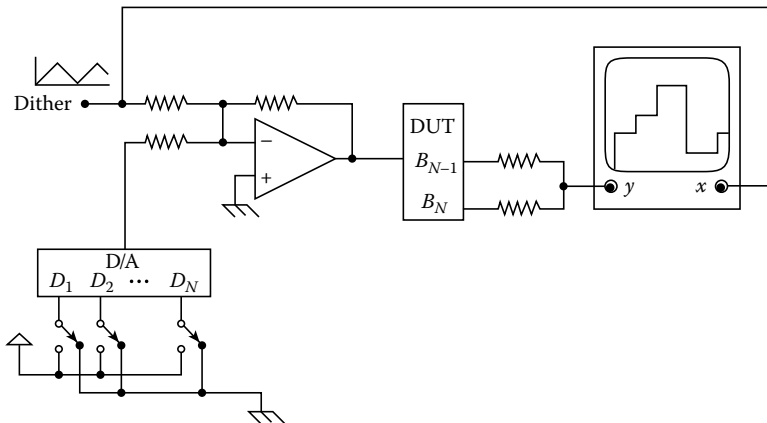 Dither
−
+
DUT
B_{N–1}
B_N
y x
D/A
D_1 D_2 ••• D_N